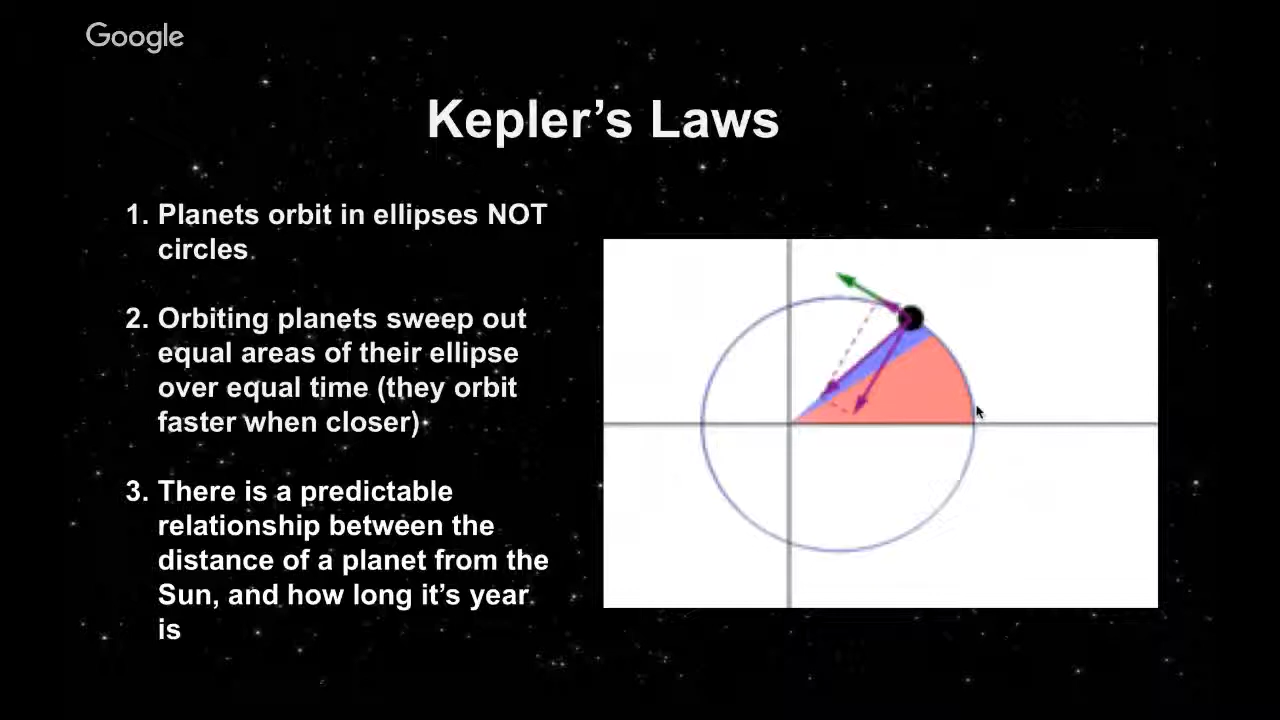 Google
Kepler’s Laws
1. Planets orbit in ellipses NOT
circles
2. Orbiting planets sweep out
equal areas of their ellipse
over equal time (they orbit
faster when closer)
3. There is a predictable
relationship between the
distance of a planet from the
Sun, and how long it’s year
is